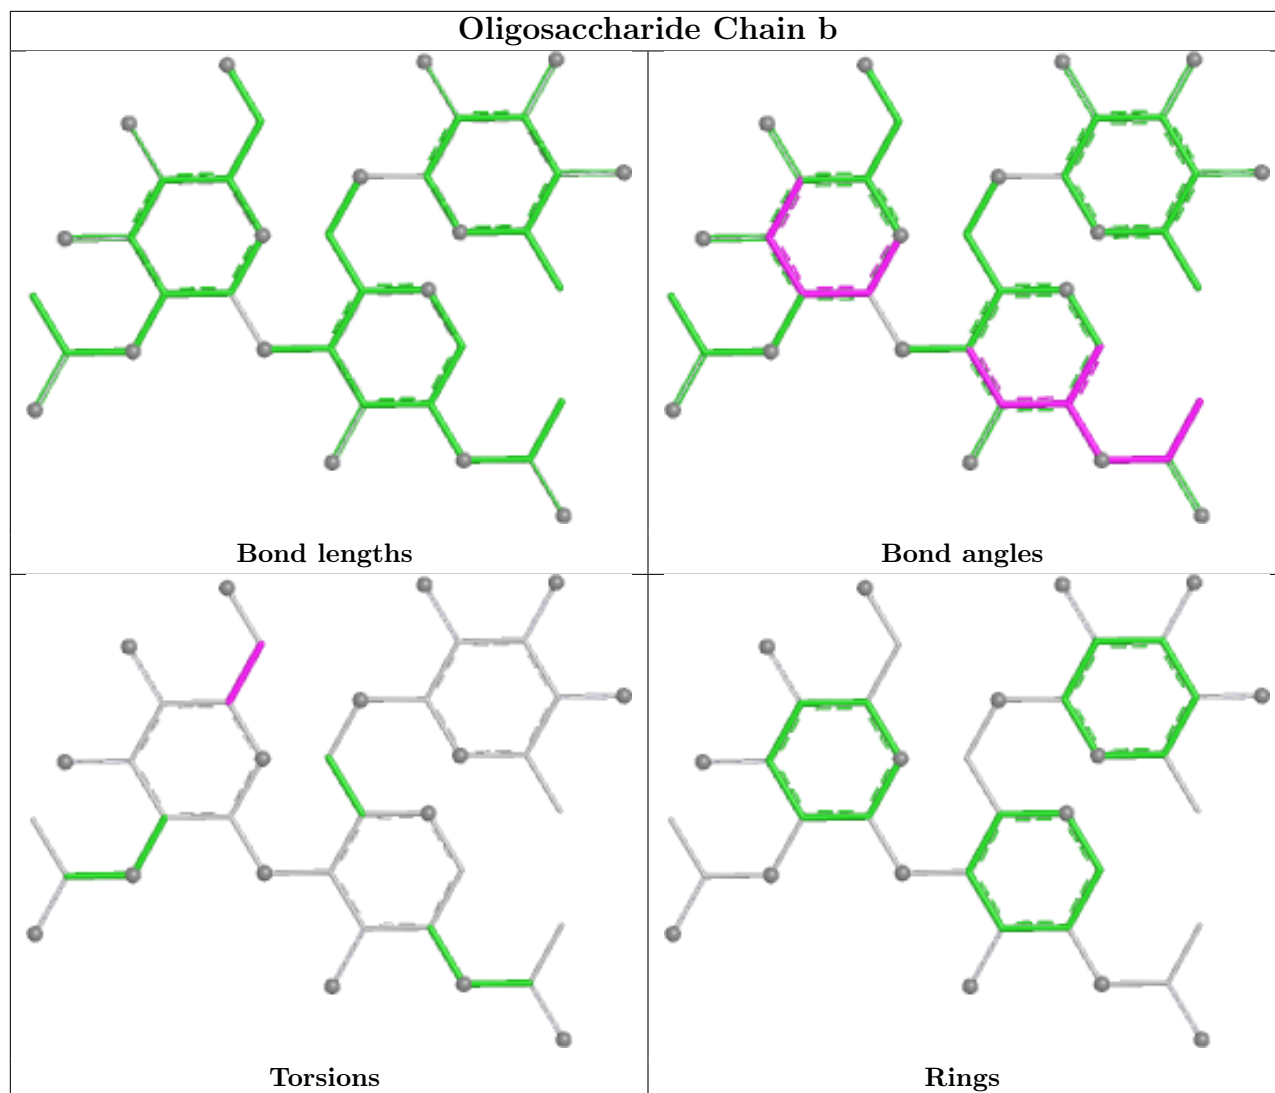 Oligosaccharide Chain b
Bond lengths
Bond angles
Torsions
Rings